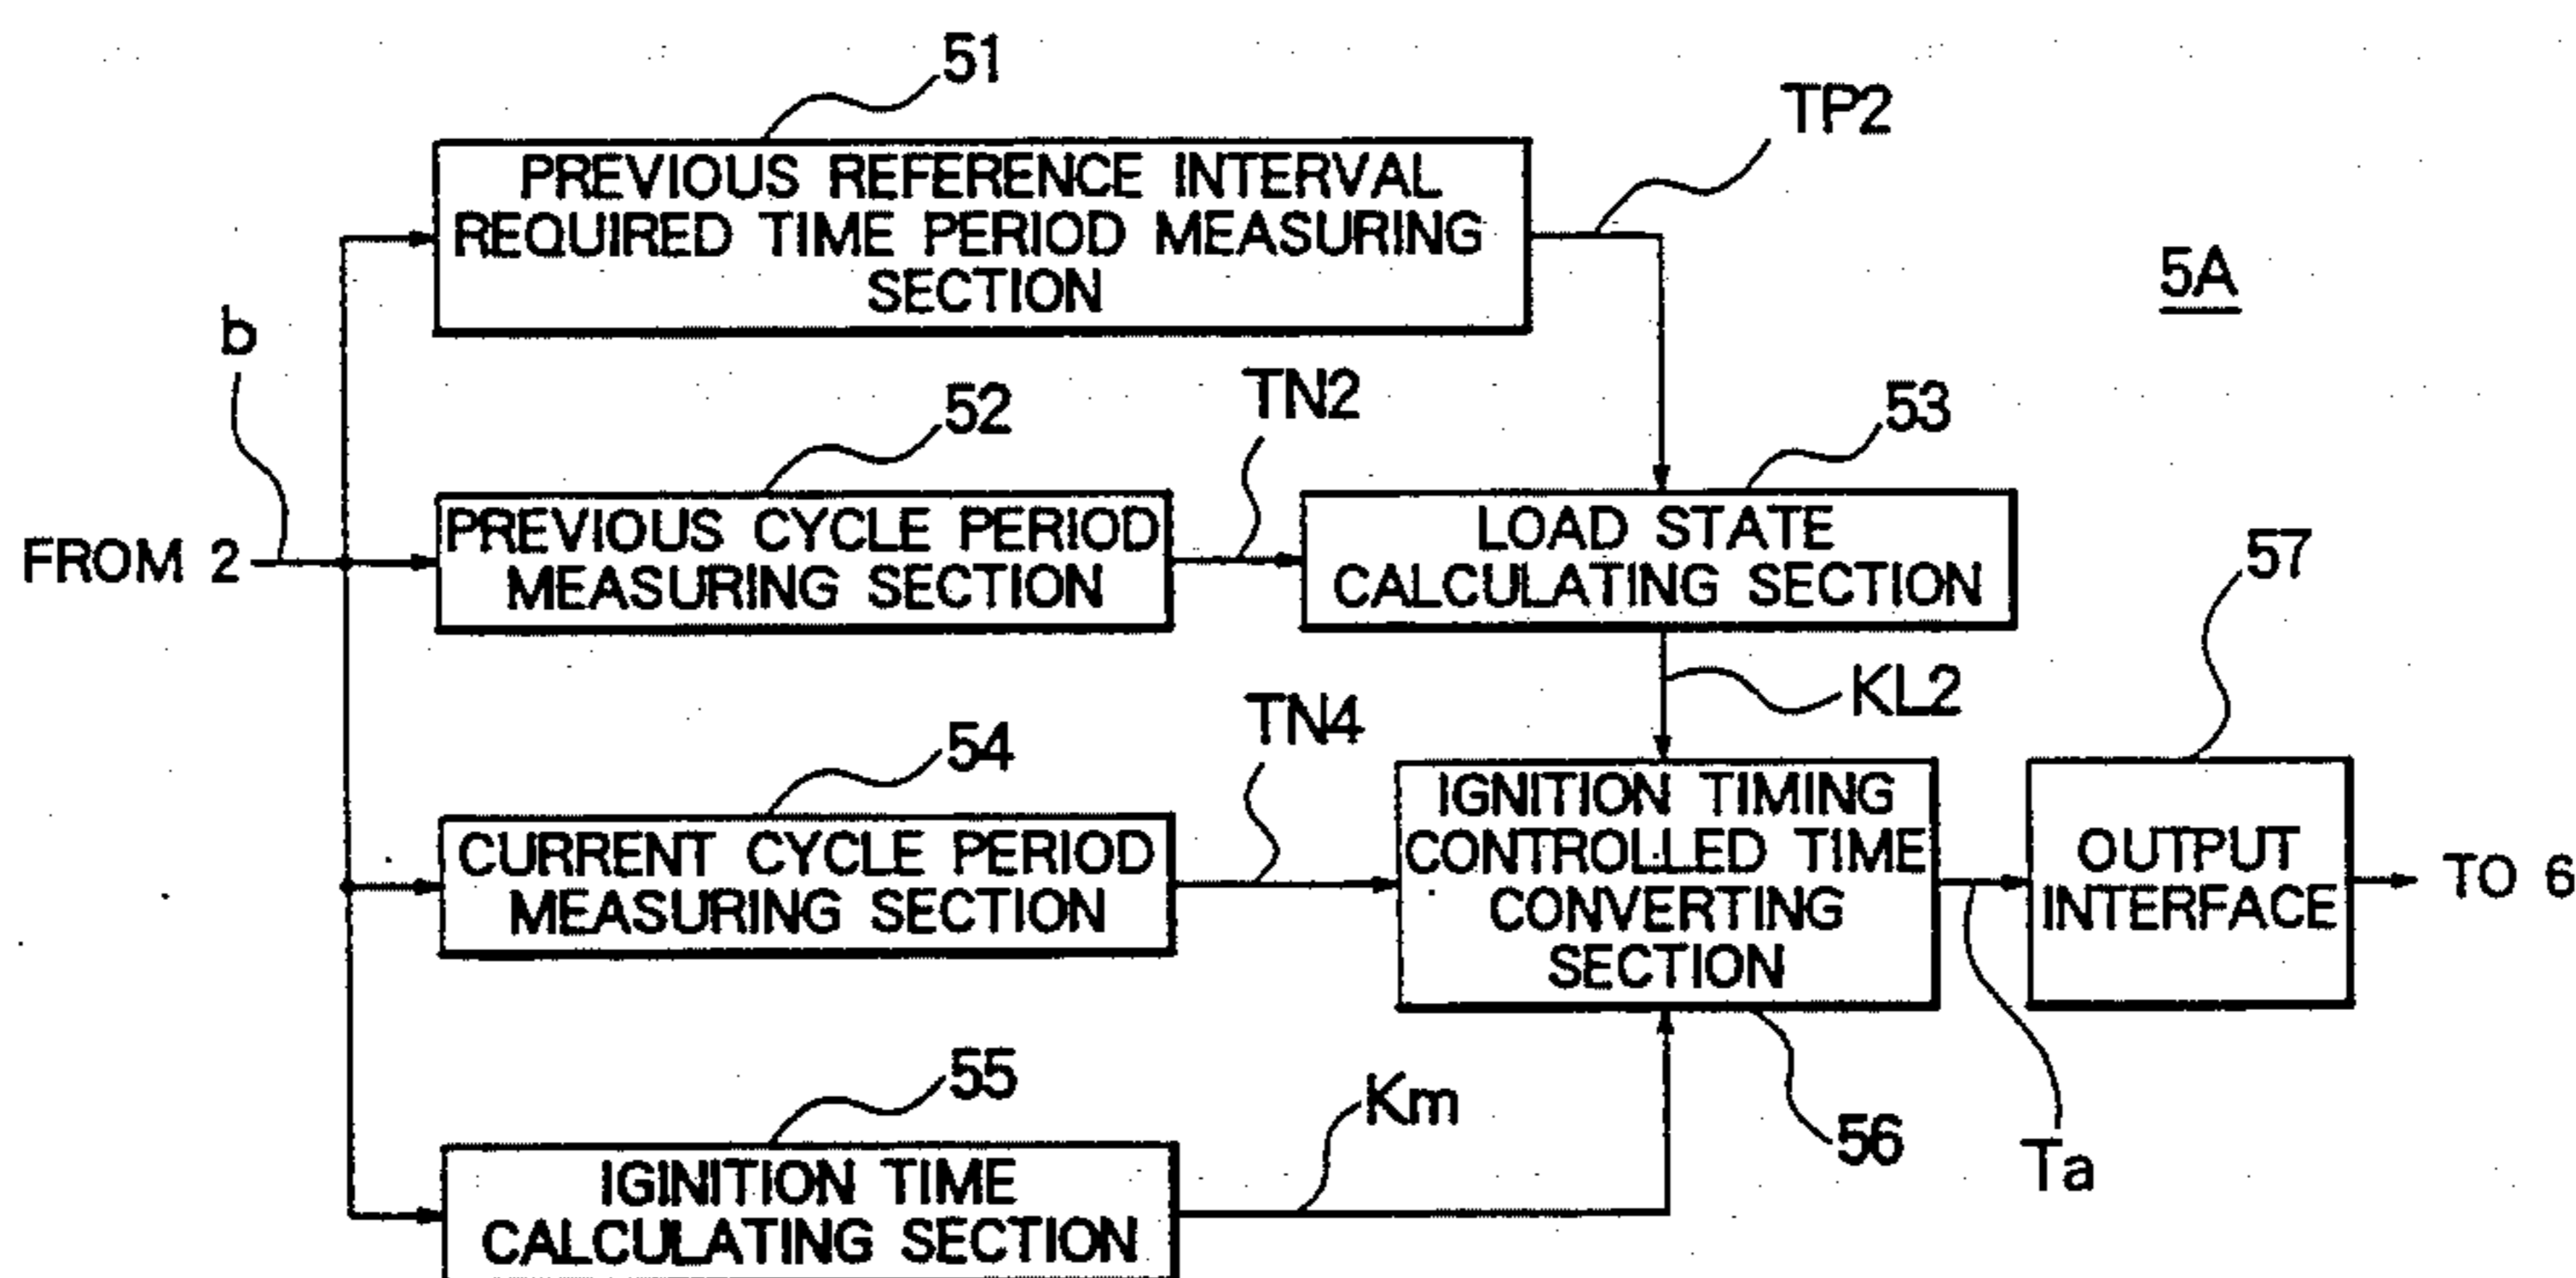 51
TP2
PREVIOUS REFERENCE INTERVAL
REQUIRED TIME PERIOD MEASURING
SECTION
5A
b
52
TN2
53
FROM 2
PREVIOUS CYCLE PERIOD
MEASURING SECTION
LOAD STATE
CALCULATING SECTION
57
54
TN4
KL2
CURRENT CYCLE PERIOD
MEASURING SECTION
IGNITION TIMING
CONTROLLED TIME
CONVERTING
SECTION
OUTPUT
INTERFACE
TO 6
55
Km
56
Ta
IGINITION TIME
CALCULATING SECTION